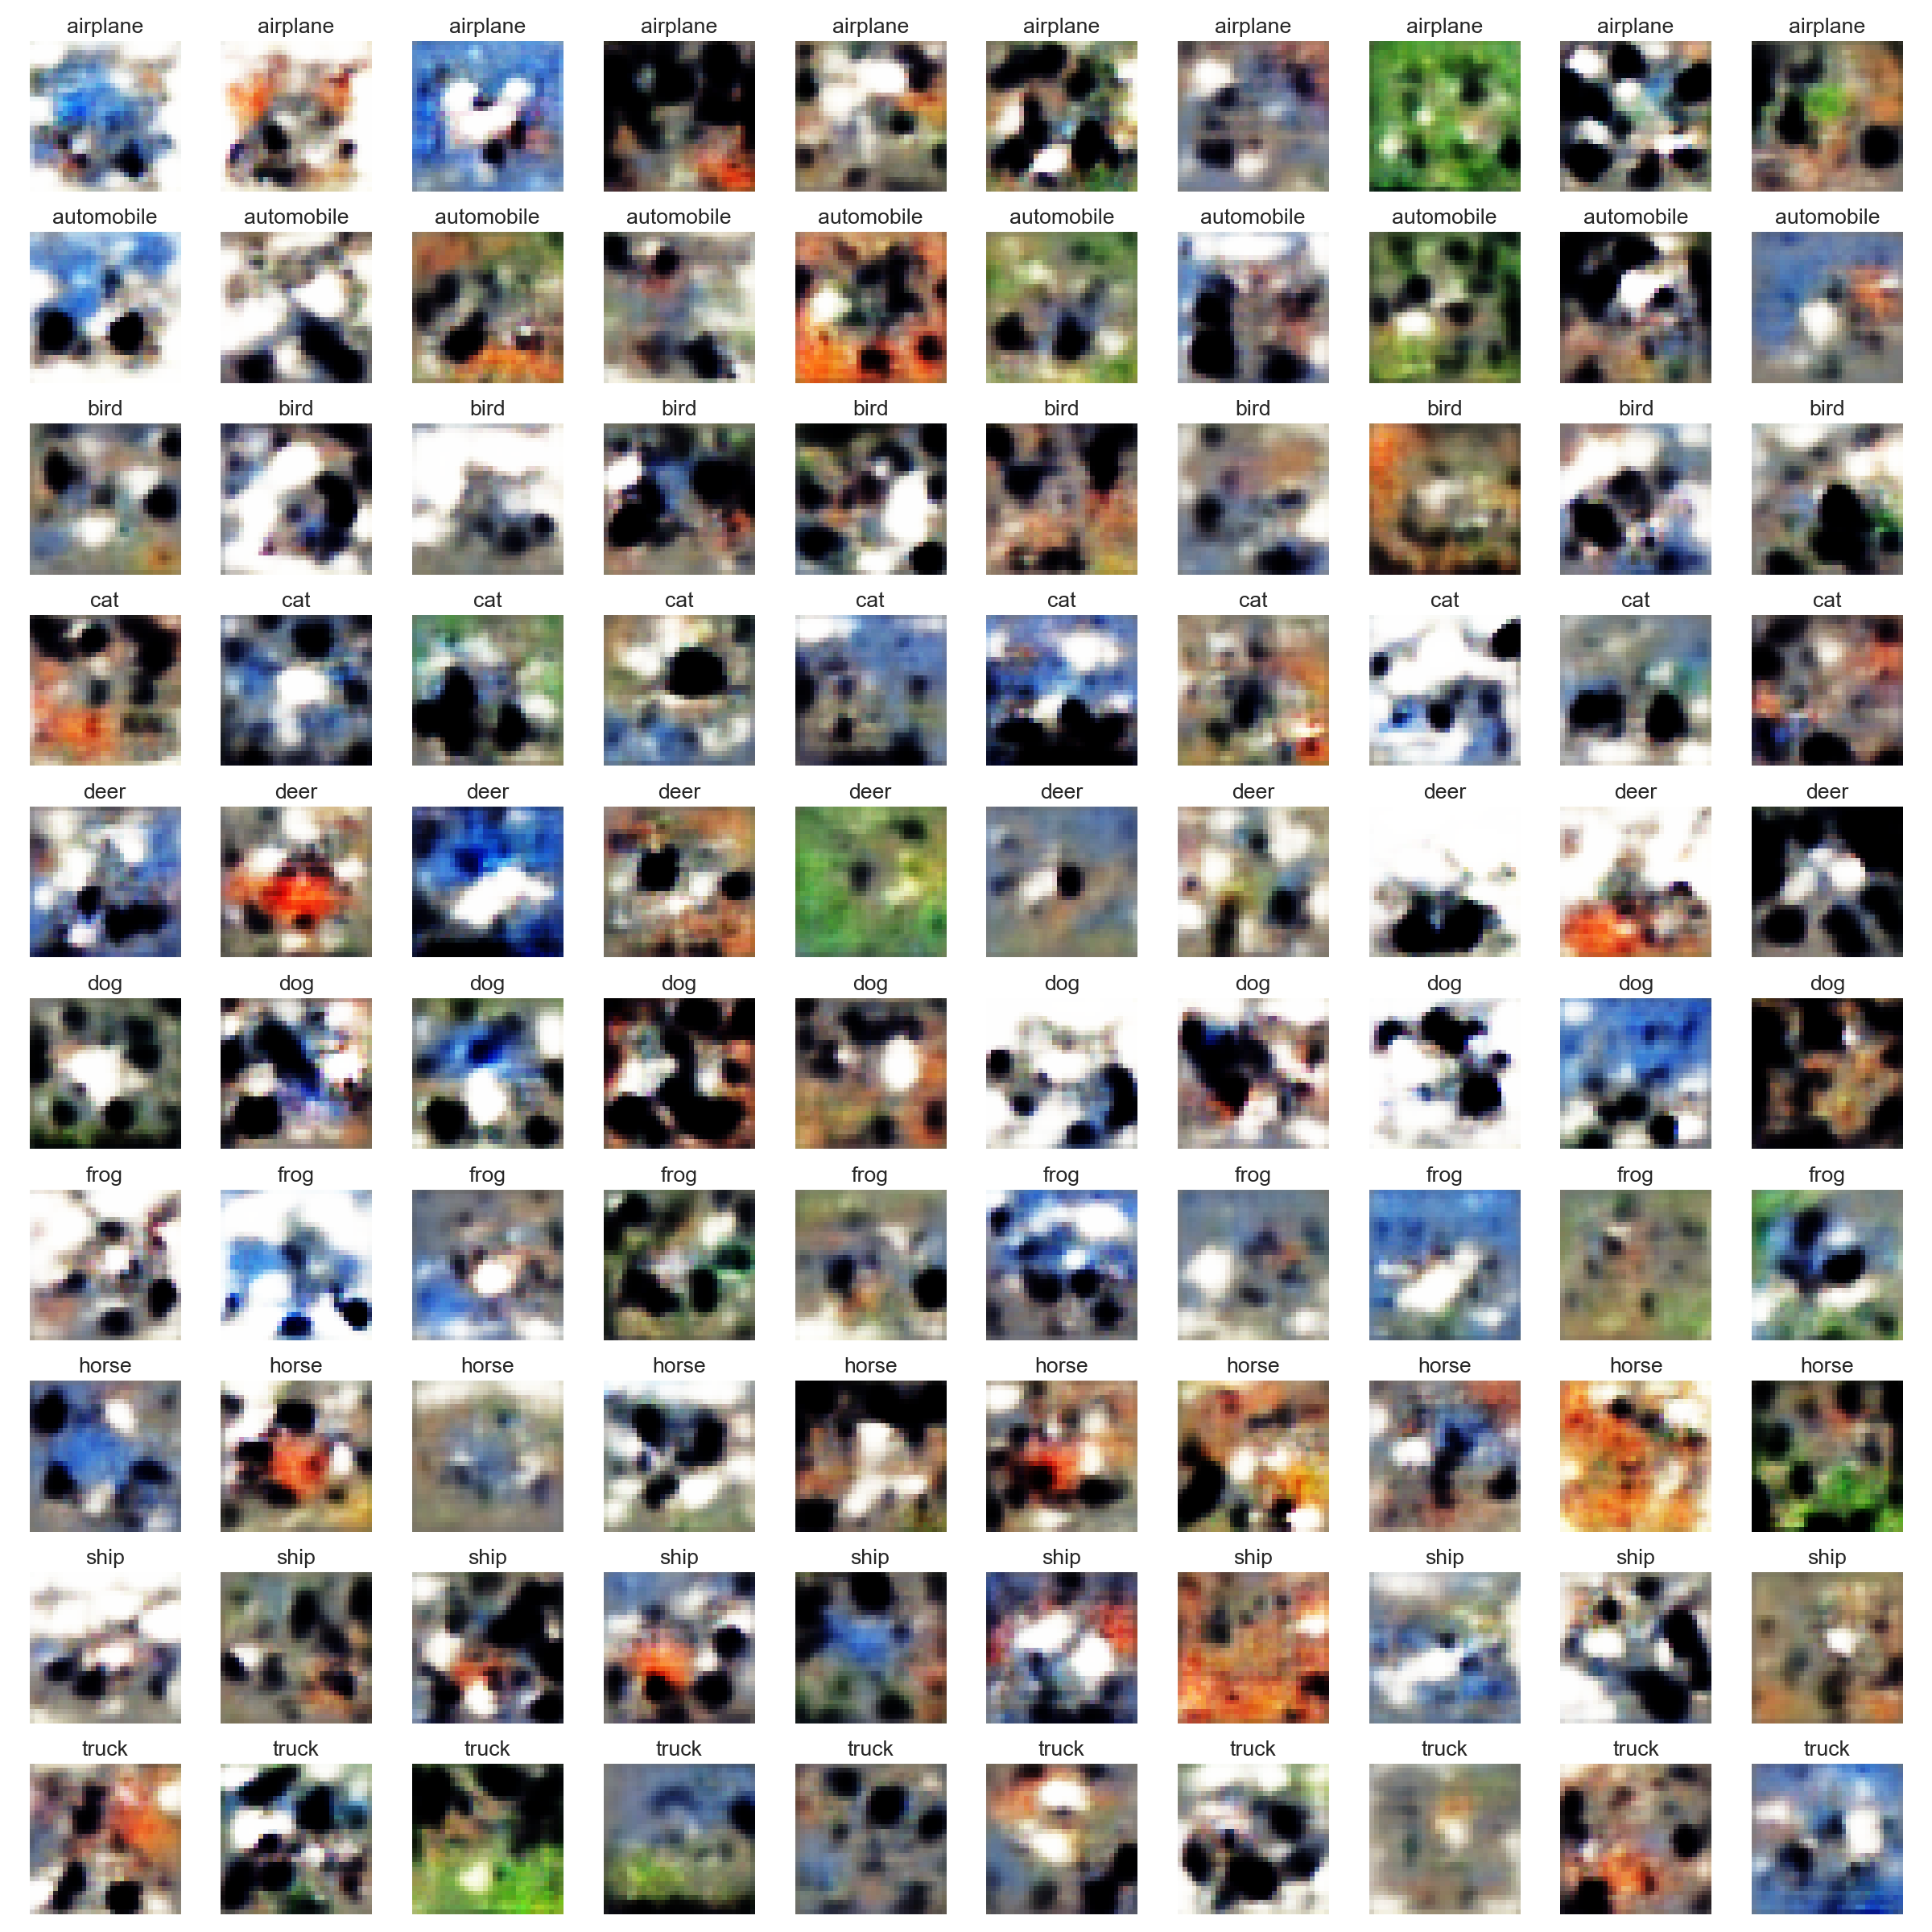 airplane airplane airplane airplane airplane airplane airplane airplane airplane airplane
automobile automobile automobile automobile automobile automobile automobile automobile automobile automobile
bird bird bird bird bird bird bird bird bird bird
cat cat cat cat cat cat cat cat cat cat
deer deer deer deer deer deer deer deer deer deer
dog dog dog dog dog dog dog dog dog dog
frog frog frog frog frog frog frog frog frog frog
horse horse horse horse horse horse horse horse horse horse
ship ship ship ship ship ship ship ship ship ship
truck truck truck truck truck truck truck truck truck truck